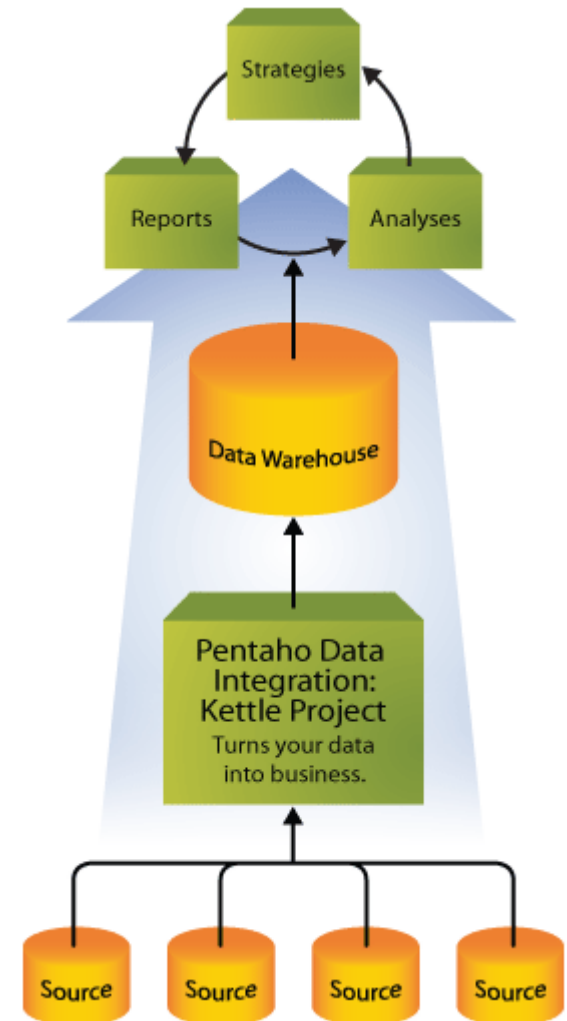 Strategies
Reports
Analyses
Data Warehouse
Pentaho Data
Integration:
Kettle Project
Turns your data
into business.
Source
Source
Source
Source